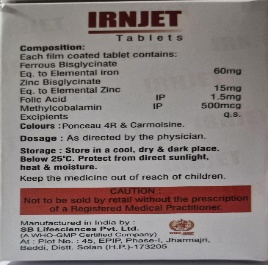 IRNJET
Tablets
Composition:
Each film coated tablet contains:
Ferrous Bisglycinate
Eq. to Elemental iron 60mg
Zinc Bisglycinate
Eq. to Elemental Zinc 15mg
Folic Acid IP 1.5mg
Methylcobalamin IP 500mcg
Excipients q.s.
Colours : Ponceau 4R & Carmoisine.
Dosage : As directed by the physician.
Storage : Store in a cool, dry & dark place.
Below 25°C. Protect from direct sunlight,
heat & moisture.
Keep the medicine out of reach of children.
CAUTION :
Not to be sold by retail without the prescription
of a Registered Medical Practitioner.
Manufactured in India by :
SB Lifesciences Pvt. Ltd.
(A WHO-GMP Certified Company)
At : Plot No. : 45, EPIP, Phase-I, Jharmajri,
Baddi, Distt. Solan (H.P.)-173205